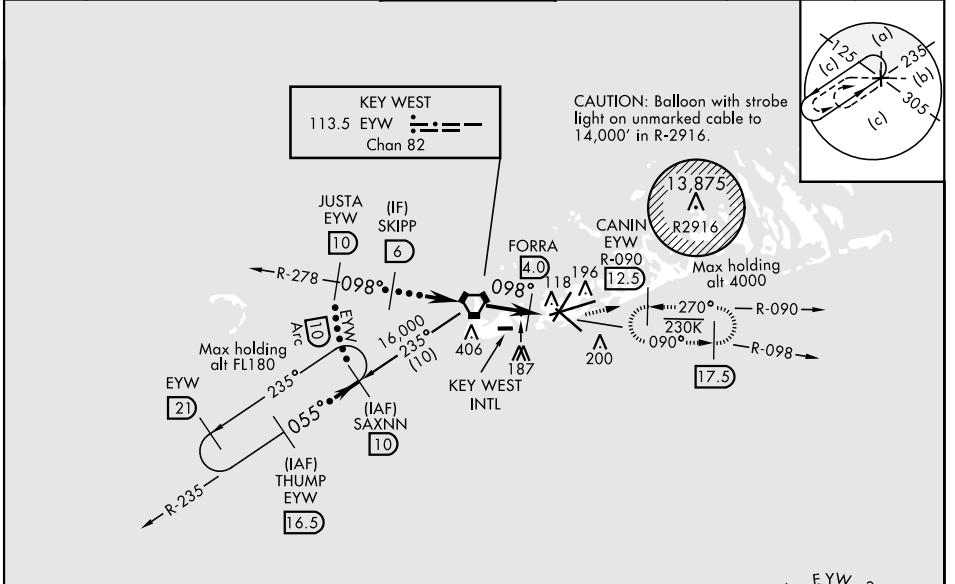 KEY WEST
113.5 EYW
Chan 82
CAUTION: Balloon with strobe
light on unmarked cable to
14,000' in R-2916.
125
(a)
235
(c)
(b)
305
(c)
13,875
R2916
JUSTA
EYW
10
(IF)
SKIPP
6
FORRA
4.0
CANIN
EYW
R-090
12.5
Max holding
alt 4000
R-278
098°
098°
118
196
270°
R-090
230K
090°
R-098
17.5
10
Arc
EYW
16,000
235°
(10)
406
187
200
KEY WEST
INTL
Max holding
alt FL180
235°
EYW
21
055°
(IAF)
SAXNN
10
(IAF)
THUMP
EYW
16.5
R-235
EYW